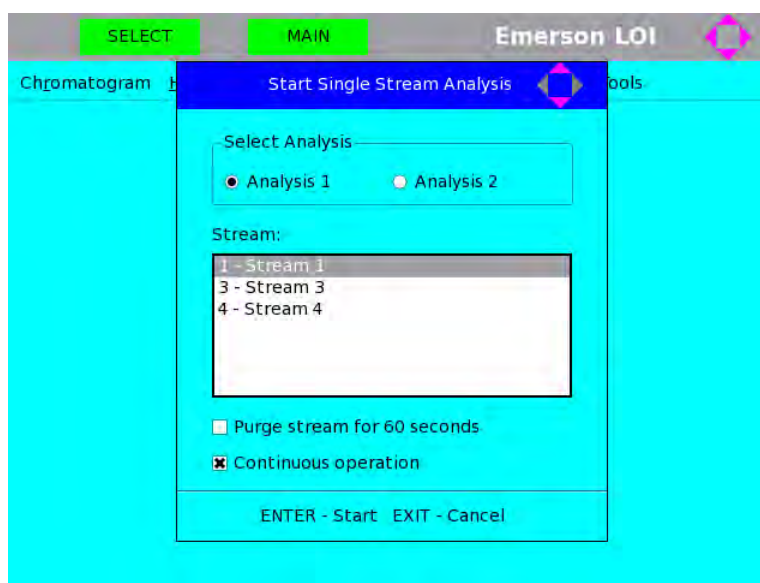 SELECT MAIN Emerson LOI
Chromatogram H ools
Start Single Stream Analysis
Select Analysis
Analysis 1 Analysis 2
Stream:
1 - Stream 1
3 - Stream 3
4 - Stream 4
Purge stream for 60 seconds
Continuous operation
ENTER - Start EXIT - Cancel